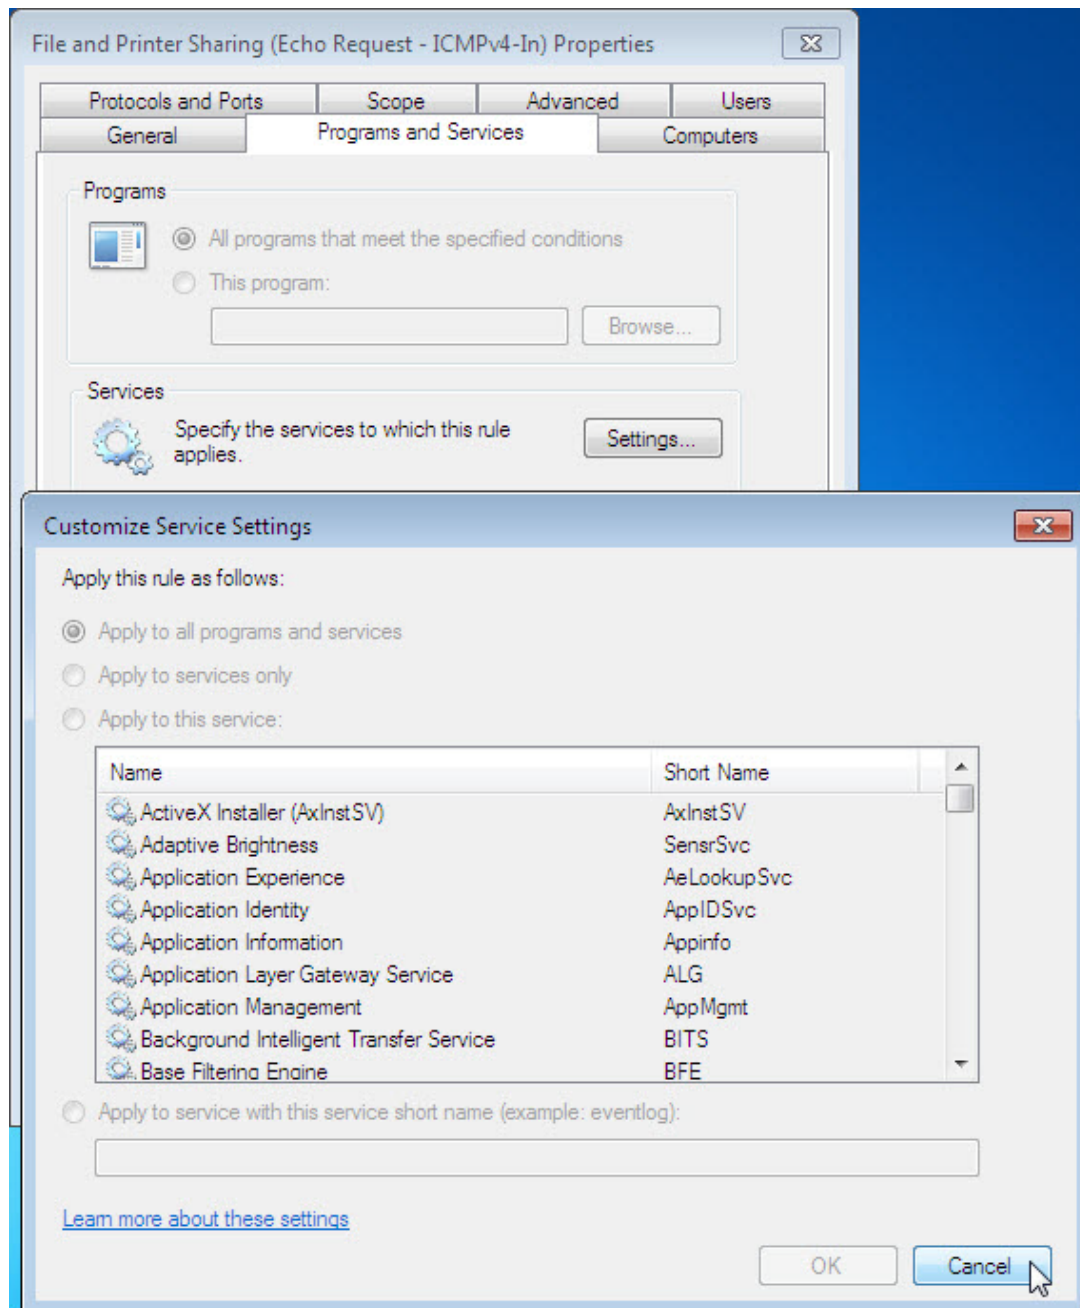 File and Printer Sharing (Echo Request - ICMPv4-In) Properties
Protocols and Ports
Scope
Advanced
Users
General
Programs and Services
Computers
Programs
All programs that meet the specified conditions
This program:
Browse...
Services
Specify the services to which this rule
applies.
Settings...
Customize Service Settings
Apply this rule as follows:
Apply to all programs and services
Apply to services only
Apply to this service:
Name Short Name
ActiveX Installer (AxInstSV) AxInstSV
Adaptive Brightness SensrSvc
Application Experience AeLookupSvc
Application Identity AppIDSvc
Application Information Appinfo
Application Layer Gateway Service ALG
Application Management AppMgmt
Background Intelligent Transfer Service BITS
Base Filtering Engine BFE
Apply to service with this service short name (example: eventlog):
Learn more about these settings
OK
Cancel